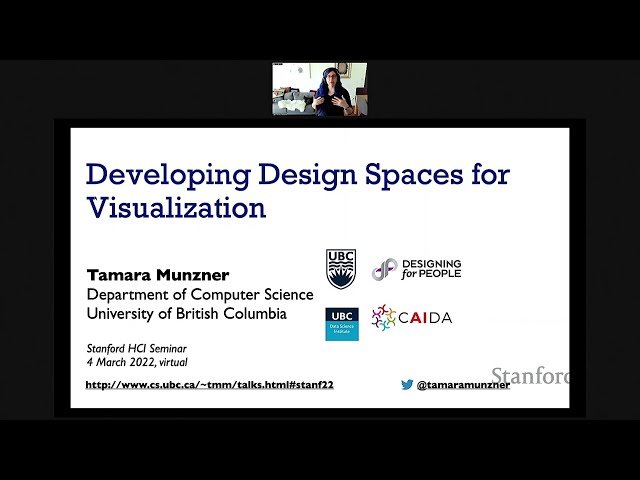 Developing Design Spaces for
Visualization
Tamara Munzner
Department of Computer Science
University of British Columbia
UBC
DESIGNING
for PEOPLE
UBC
Data Science
Institute
CAIDA
Stanford HCI Seminar
4 March 2022, virtual
http://www.cs.ubc.ca/~tmm/talks.html#stanf22
@tamaramunzner
Stanford